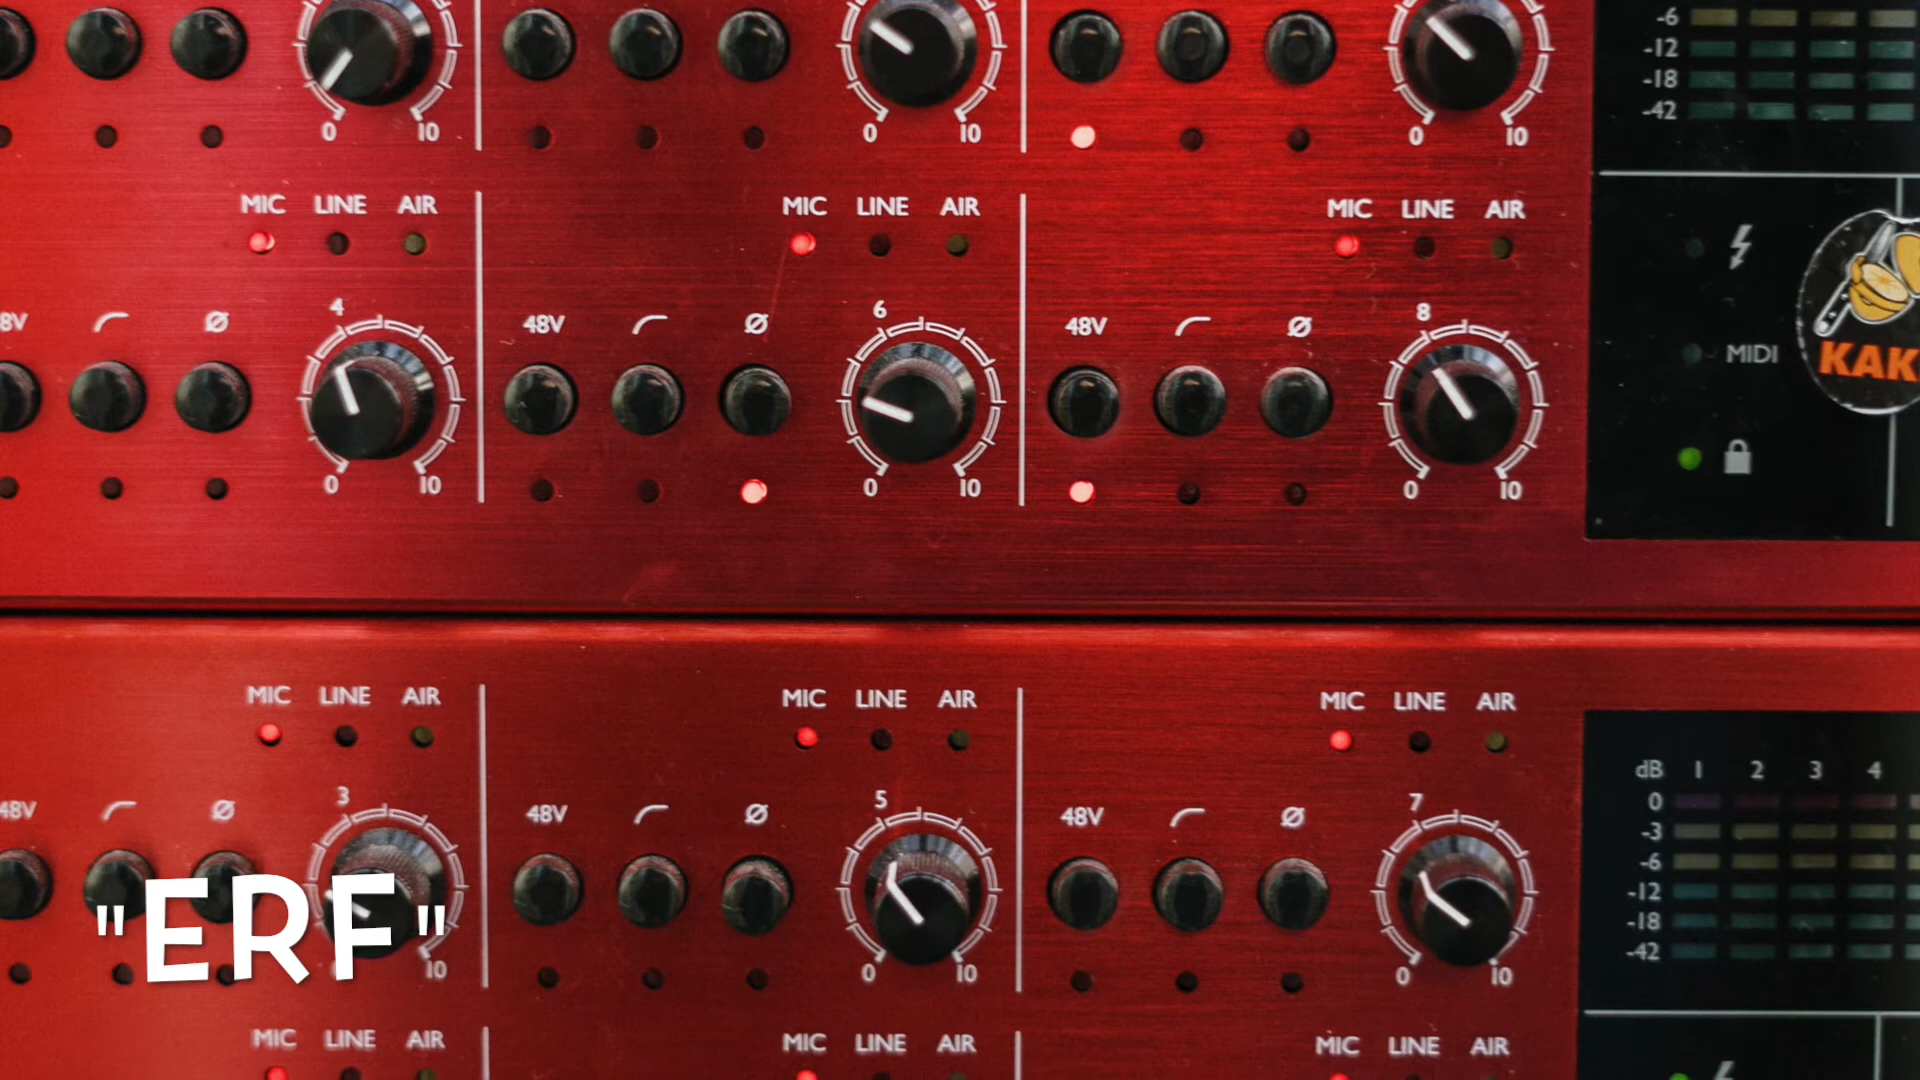 -6
-12
-18
-42
0 10 0 10 0 10
MIC LINE AIR MIC LINE AIR MIC LINE AIR
4 6 8
8V Ø 48V Ø 48V Ø
MIDI
KAK
0 10 0 10 0 10
MIC LINE AIR MIC LINE AIR MIC LINE AIR
dB 1 2 3 4
0
-3
-6
-12
-18
-42
3 5 7
48V Ø 48V Ø 48V Ø
"ERF"
10 0 10 0 10
MIC LINE AIR MIC LINE AIR MIC LINE AIR